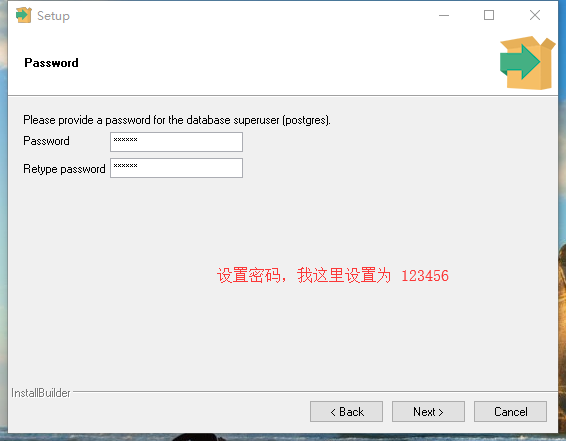 Setup
Password
Please provide a password for the database superuser (postgres).
Password ******
Retype password ******
设置密码，我这里设置为 123456
InstallBuilder
< Back Next > Cancel